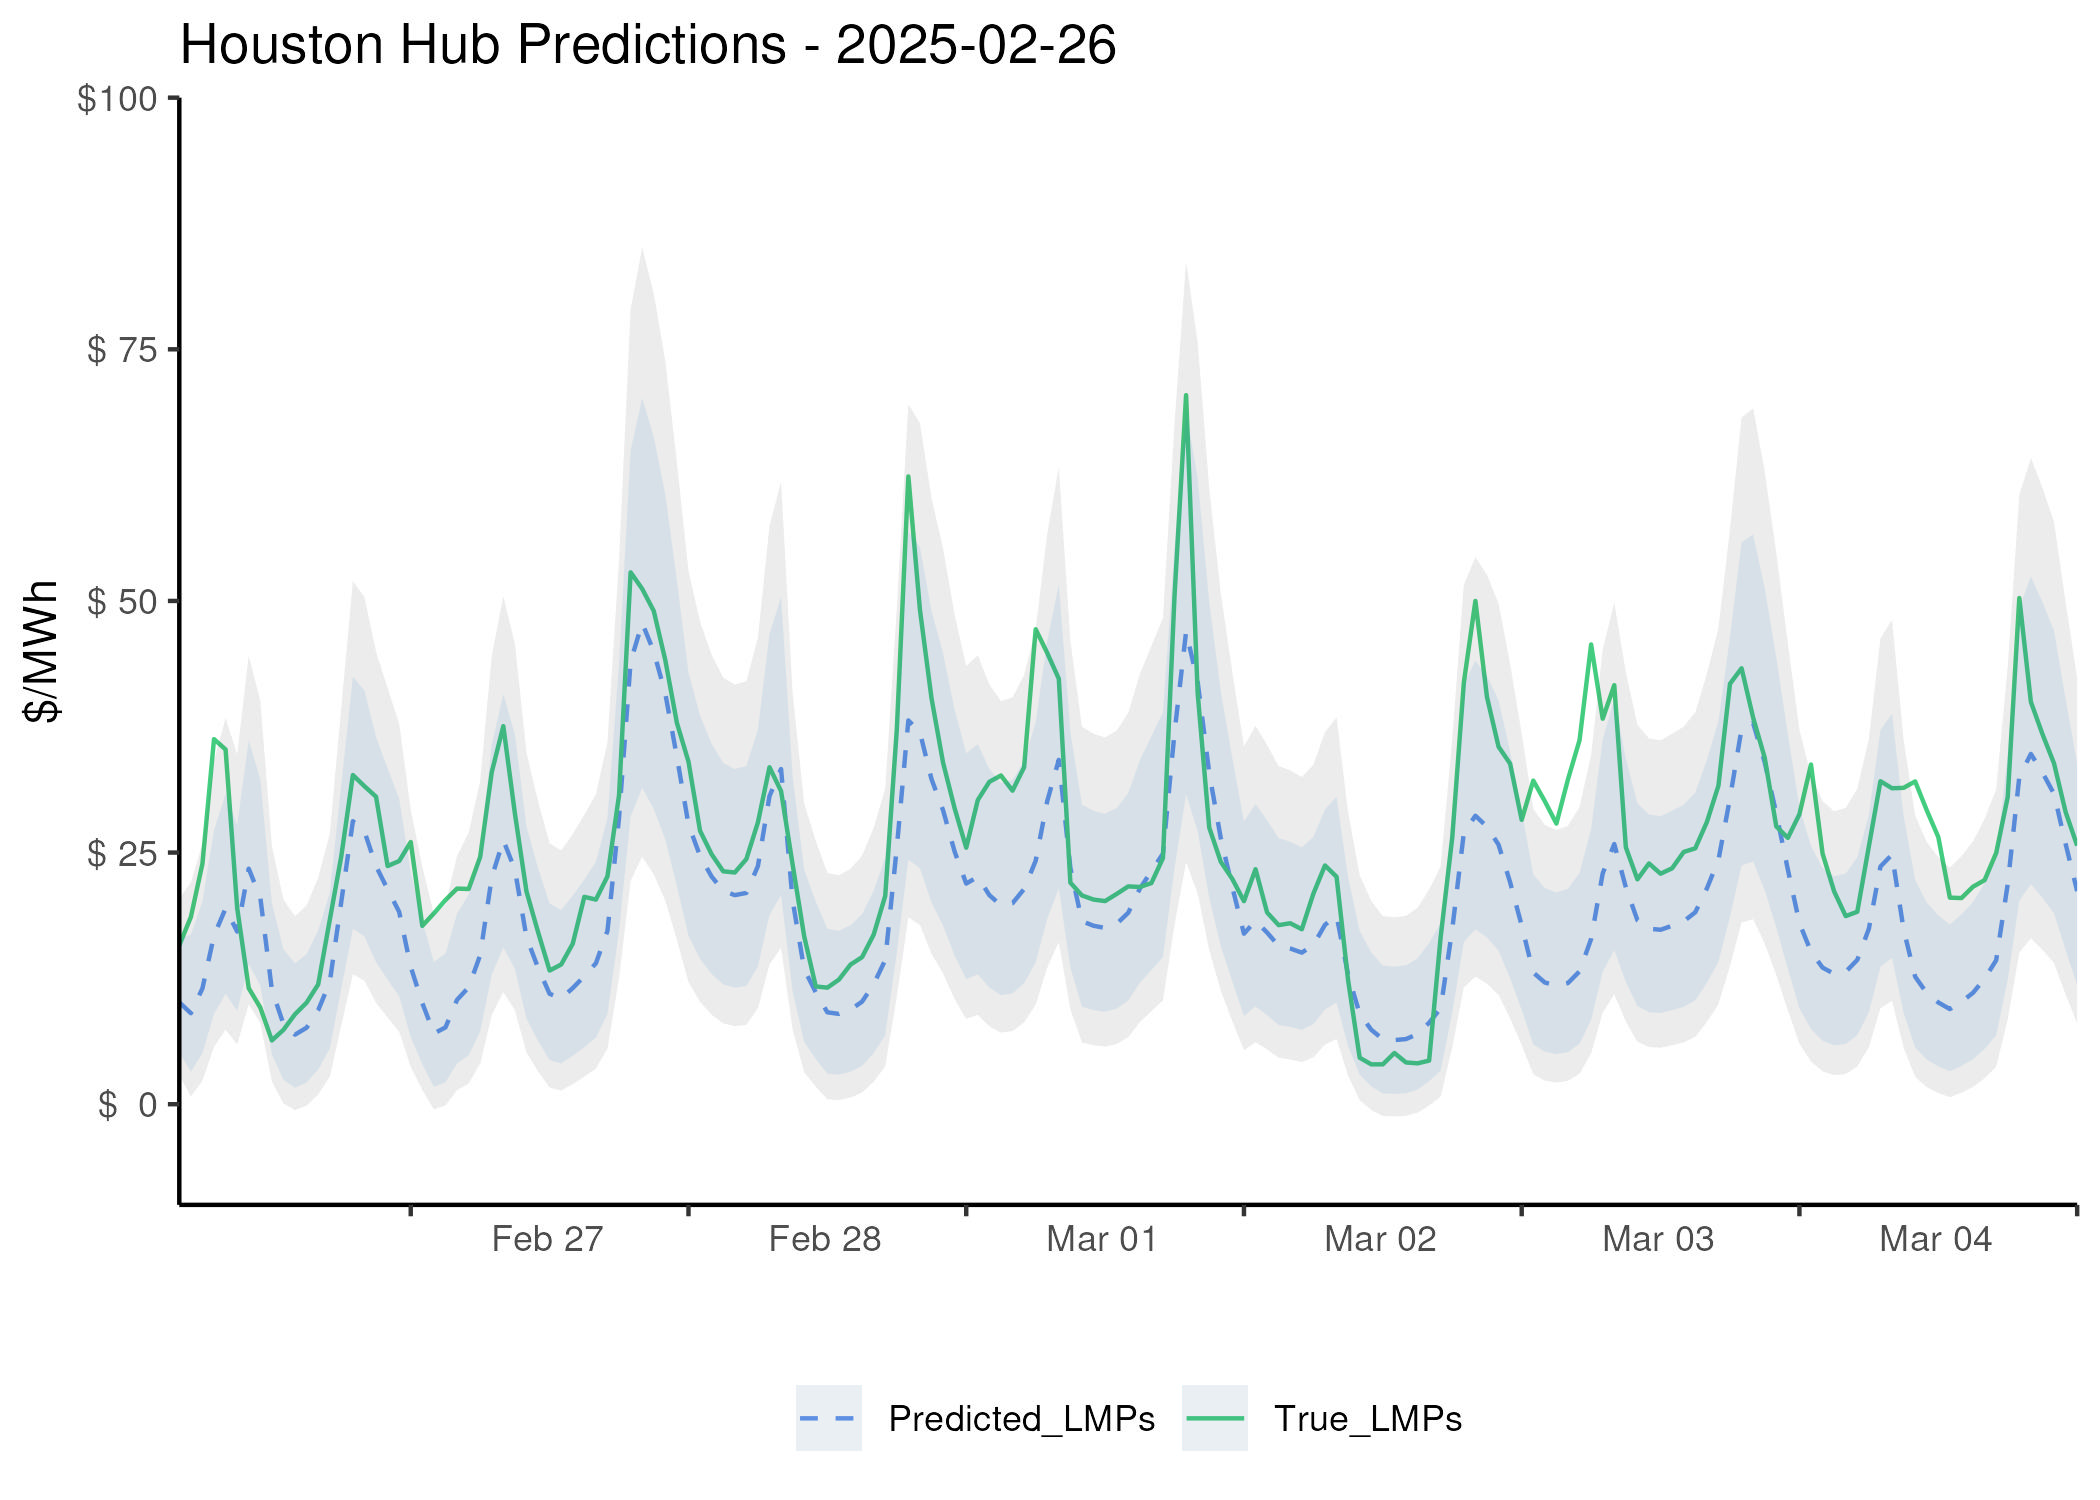 Houston Hub Predictions - 2025-02-26
$100
$ 75
$ 50
$ 25
$ 0
$/MWh
Feb 27 Feb 28 Mar 01 Mar 02 Mar 03 Mar 04
Predicted_LMPs True_LMPs